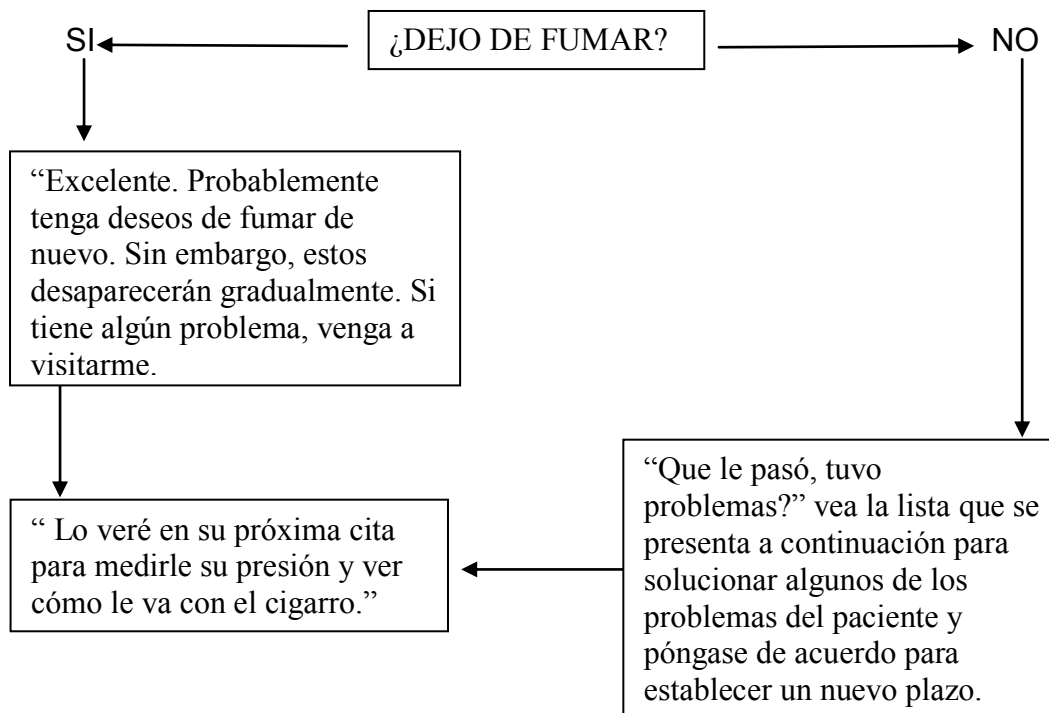 SI
¿DEJO DE FUMAR?
NO
“Excelente. Probablemente
tenga deseos de fumar de
nuevo. Sin embargo, estos
desaparecerán gradualmente. Si
tiene algún problema, venga a
visitarme.
“ Lo veré en su próxima cita
para medirle su presión y ver
cómo le va con el cigarro.”
“Que le pasó, tuvo
problemas?” vea la lista que se
presenta a continuación para
solucionar algunos de los
problemas del paciente y
póngase de acuerdo para
establecer un nuevo plazo.